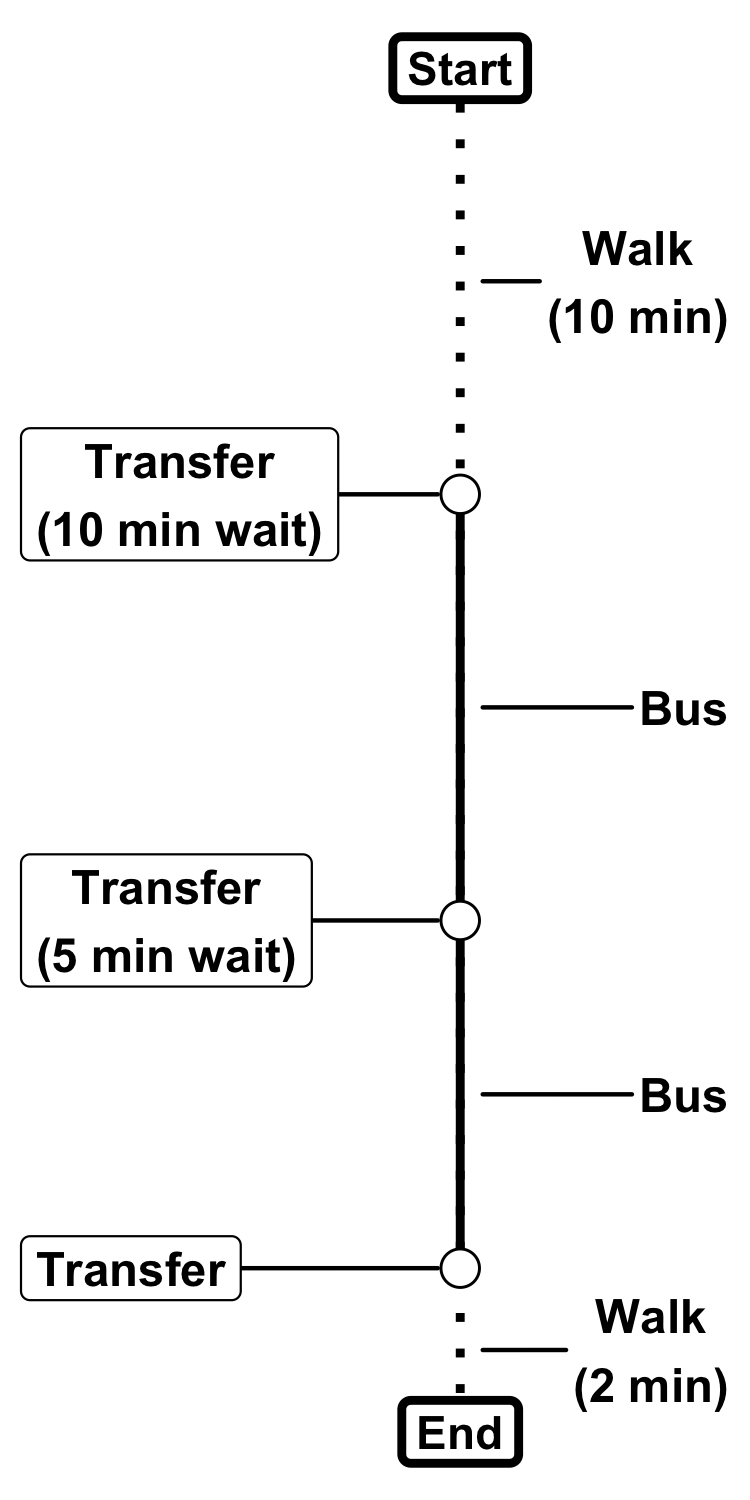 Start
Walk
(10 min)
Transfer
(10 min wait)
Bus
Transfer
(5 min wait)
Bus
Transfer
Walk
(2 min)
End